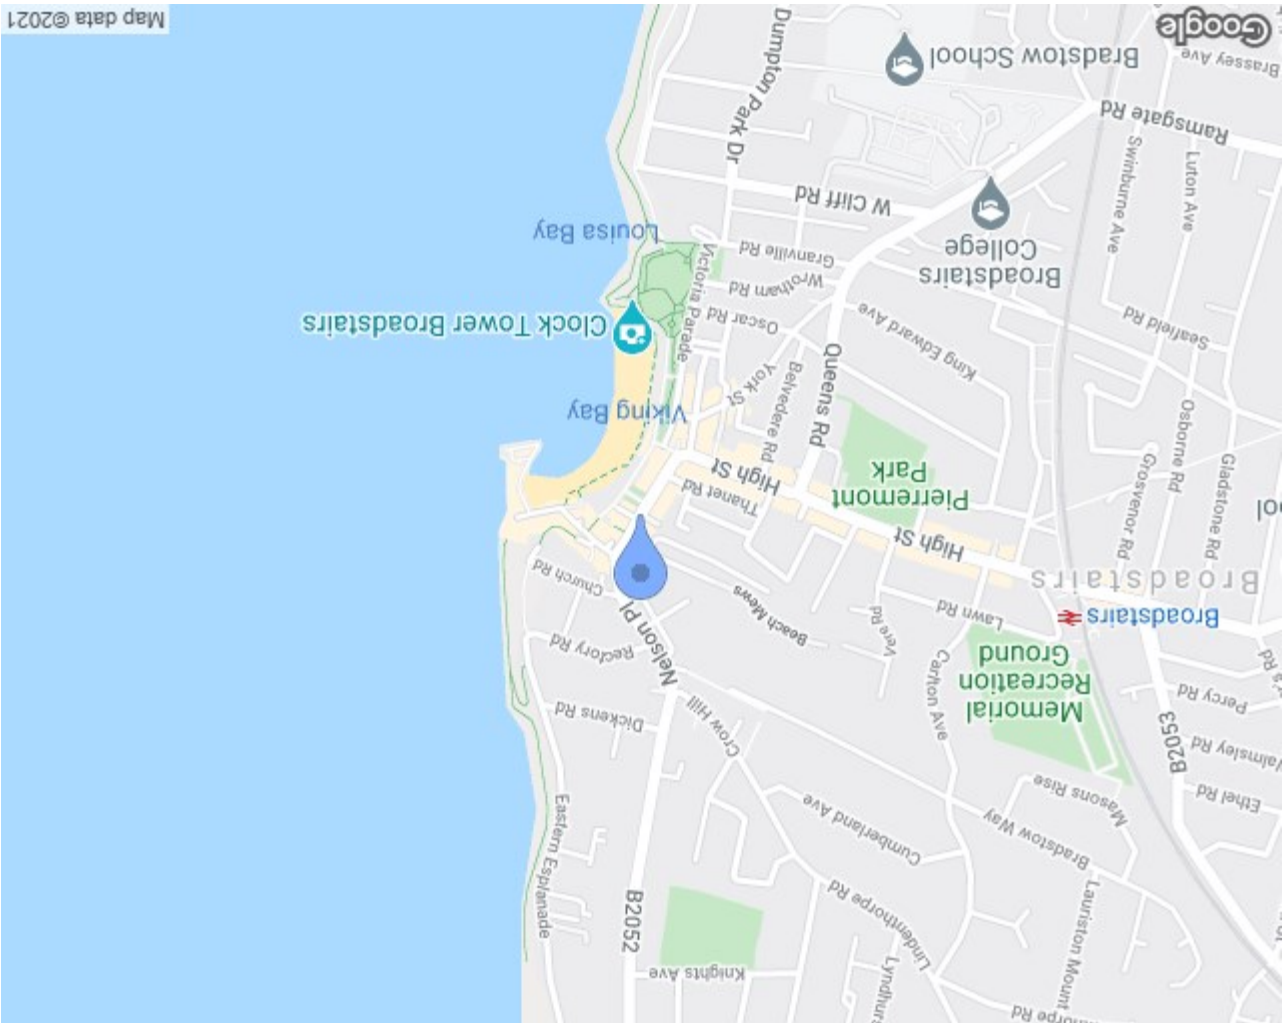 Knights Ave
Lyndhurs
Lauriston Mount
Lindenthorpe Rd
B2052
Eastern Esplanade
Bradstow Way
Cumberland Ave
Masons Rise
Ethel Rd
B2053
Percy Rd
Memorial
Recreation
Ground
Carlton Ave
Crow Hill
Dickens Rd
Rectory Rd
Nelson Pl
Broadstairs
Lawn Rd
Vere Rd
Beach Mews
Church Rd
Broadstairs
High St
Gladstone Rd
Grosvenor Rd
Osborne Rd
Pierremont
Park
Thanet Rd
High St
Queens Rd
Belvedere Rd
York St
Viking Bay
Seafield Rd
King Edward Ave
Oscar Rd
Victoria Parade
Clock Tower Broadstairs
Broadstairs
College
Wrotham Rd
Granville Rd
Louisa Bay
Luton Ave
Swinburne Ave
W Cliff Rd
Ramsgate Rd
Dumpton Park Dr
Brassey Ave
Bradstow School
Google
Map data ©2021